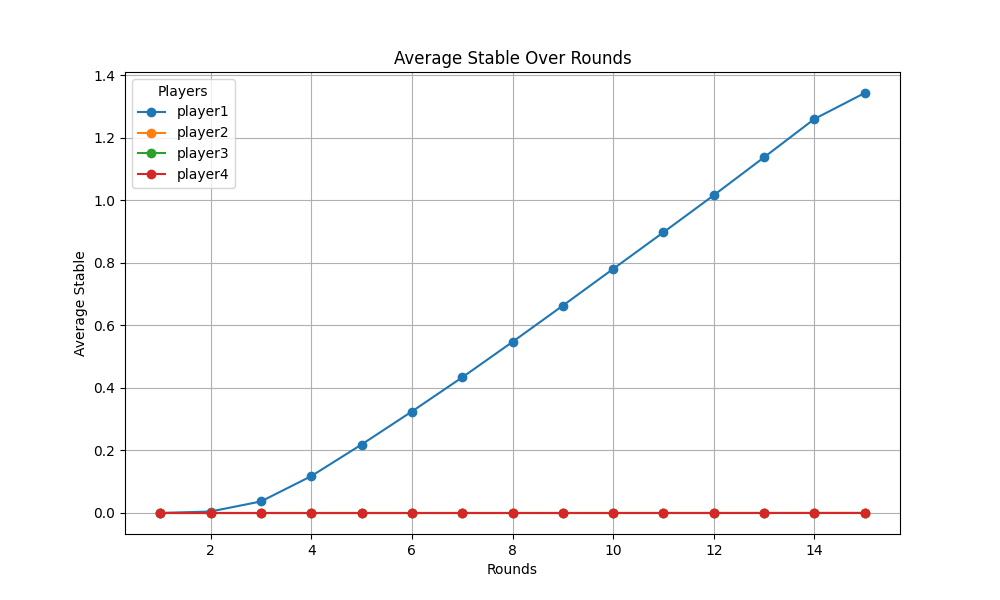 Average Stable Over Rounds
Players
player1
player2
player3
player4
Average Stable
1.4
1.2
1.0
0.8
0.6
0.4
0.2
0.0
2 4 6 8 10 12 14
Rounds